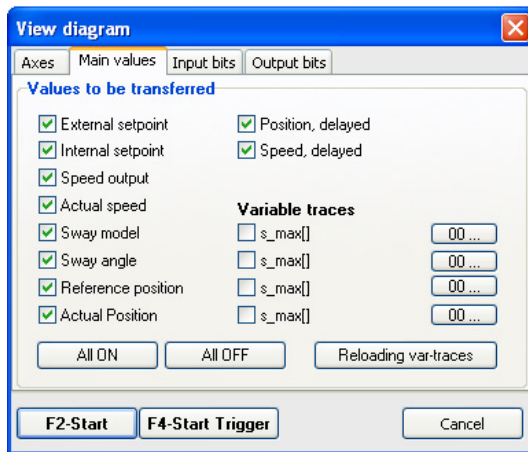 View diagram
Axes Main values Input bits Output bits
Values to be transferred
External setpoint Position, delayed
Internal setpoint Speed, delayed
Speed output
Actual speed Variable traces
Sway model s_max[] 00 ...
Sway angle s_max[] 00 ...
Reference position s_max[] 00 ...
Actual Position s_max[] 00 ...
All ON All OFF Reloading var-traces
F2-Start F4-Start Trigger Cancel